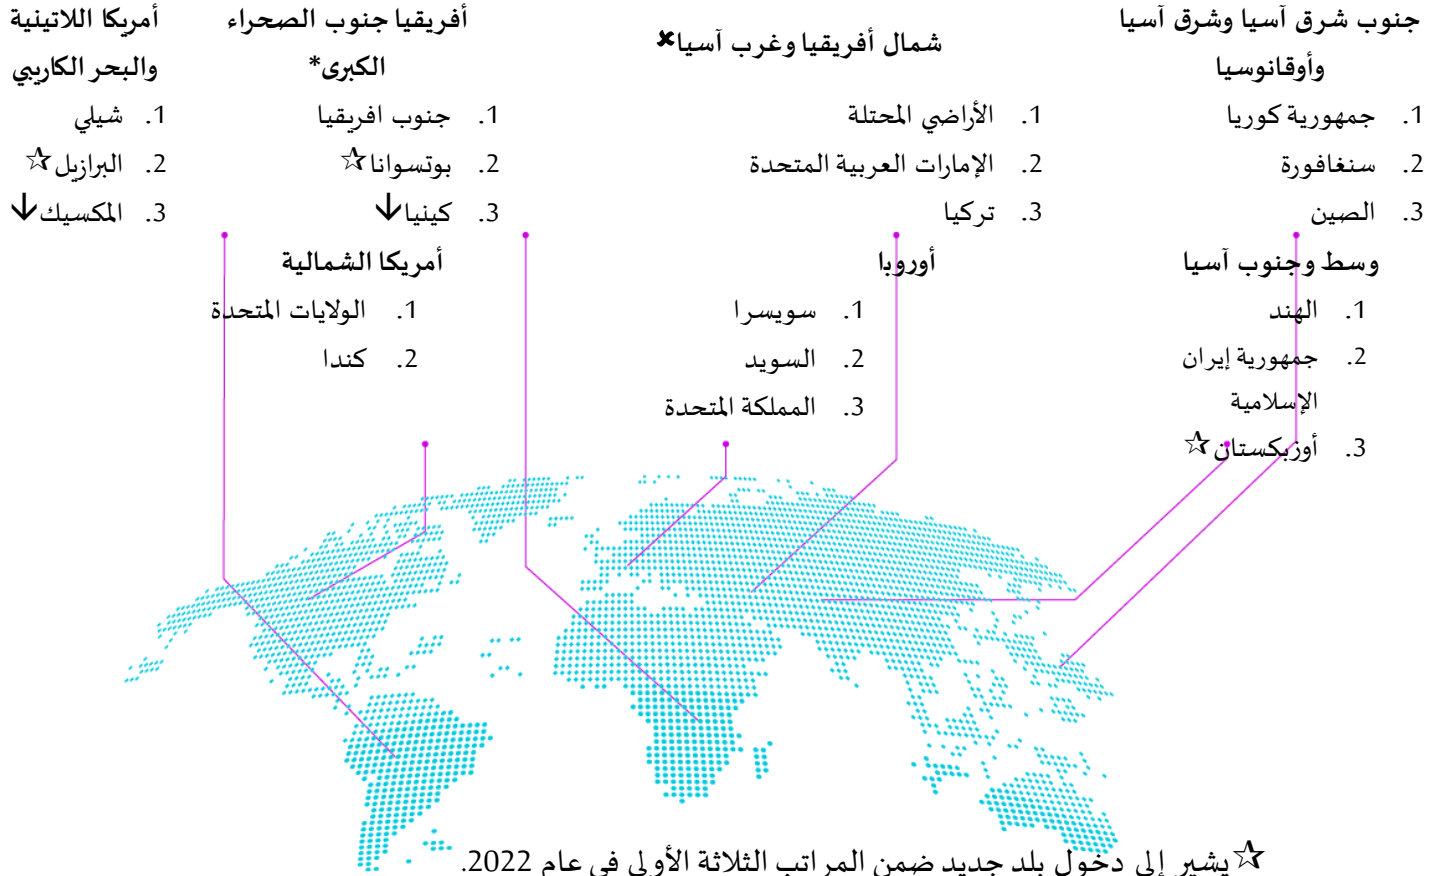 جنوب شرق آسيا وشرق آسيا
وأوقانوسيا
1. جمهورية كوريا
2. سنغافورة
3. الصين
شمال أفريقيا وغرب آسيا✘
1. الأراضي المحتلة
2. الإمارات العربية المتحدة
3. تركيا
أفريقيا جنوب الصحراء
الكبرى*
1. جنوب افريقيا
2. بوتسوانا☆
3. كينيا↓
أمريكا اللاتينية
والبحر الكاريبي
1. شيلي
2. البرازيل☆
3. المكسيك↓
وسط وجنوب آسيا
1. الهند
2. جمهورية إيران
الإسلامية
3. أوزبكستان☆
أوروبا
1. سويسرا
2. السويد
3. المملكة المتحدة
أمريكا الشمالية
1. الولايات المتحدة
2. كندا
☆يشير إلى دخول بلد جديد ضمن المراتب الثلاثة الأولى في عام 2022.